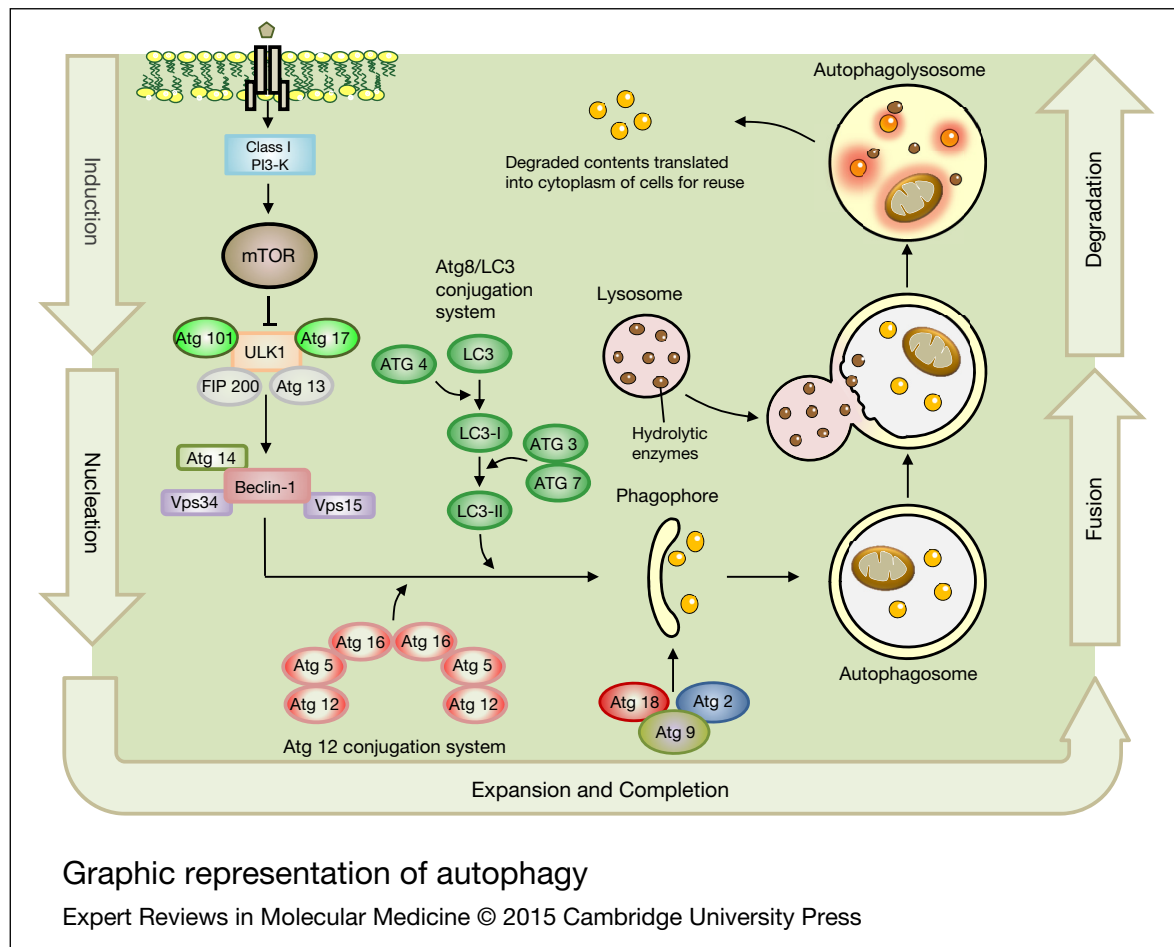 Induction
Nucleation
Expansion and Completion
Fusion
Degradation
Class I
PI3-K
mTOR
Atg 101
Atg 17
ULK1
FIP 200
Atg 13
Atg 14
Beclin-1
Vps34
Vps15
Atg8/LC3
conjugation
system
ATG 4
LC3
LC3-I
ATG 3
ATG 7
LC3-II
Atg 16
Atg 16
Atg 5
Atg 5
Atg 12
Atg 12
Atg 12 conjugation system
Phagophore
Atg 18
Atg 2
Atg 9
Autophagosome
Lysosome
Hydrolytic
enzymes
Autophagolysosome
Degraded contents translated
into cytoplasm of cells for reuse
Graphic representation of autophagy
Expert Reviews in Molecular Medicine © 2015 Cambridge University Press